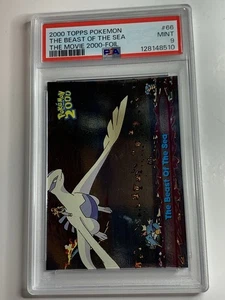 2000 TOPPS POKEMON #66
THE BEAST OF THE SEA MINT
THE MOVIE 2000-FOIL 9
PSA 128148510
POKéMON
2000
The Beast Of The Sea